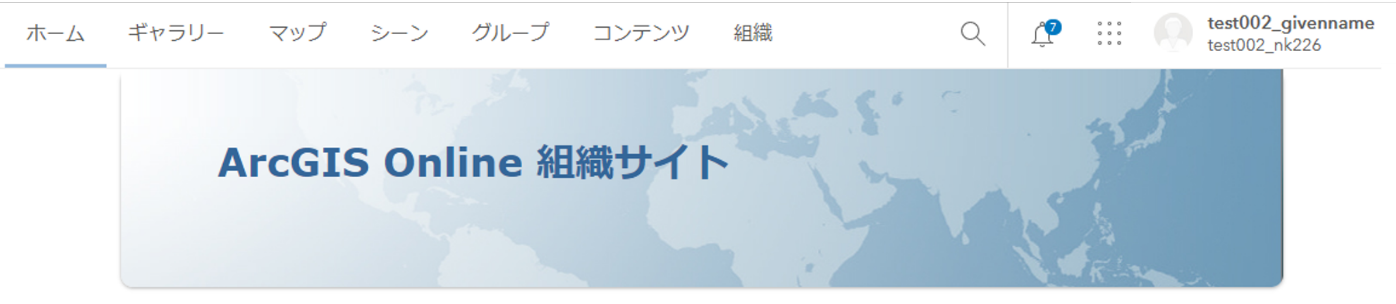 ホーム ギャラリー マップ シーン グループ コンテンツ 組織 7 test002_givenname
test002_nk226
ArcGIS Online 組織サイト